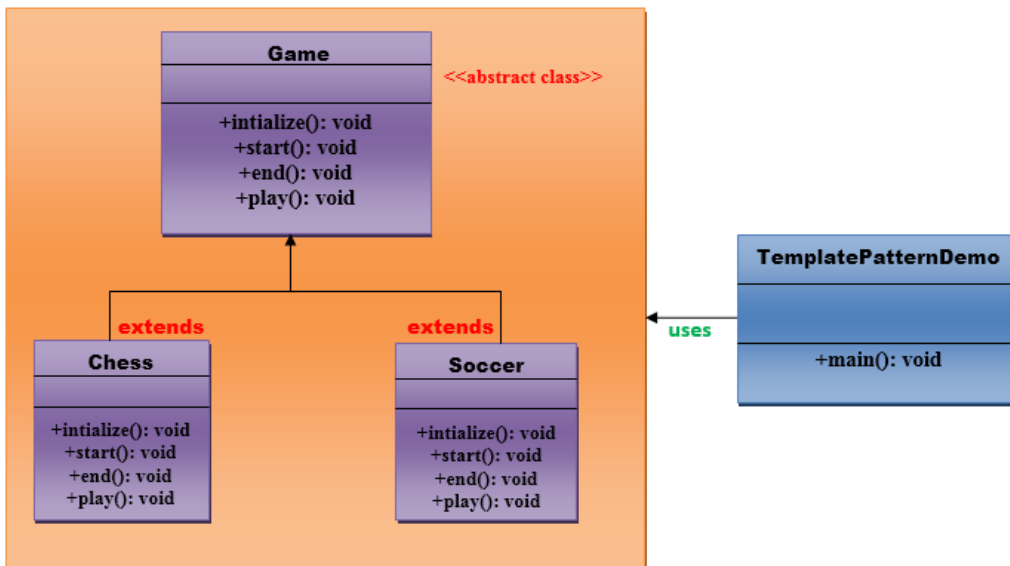 Game
<<abstract class>>
+intialize(): void
+start(): void
+end(): void
+play(): void
TemplatePatternDemo
+main(): void
uses
extends
extends
Chess
+intialize(): void
+start(): void
+end(): void
+play(): void
Soccer
+intialize(): void
+start(): void
+end(): void
+play(): void